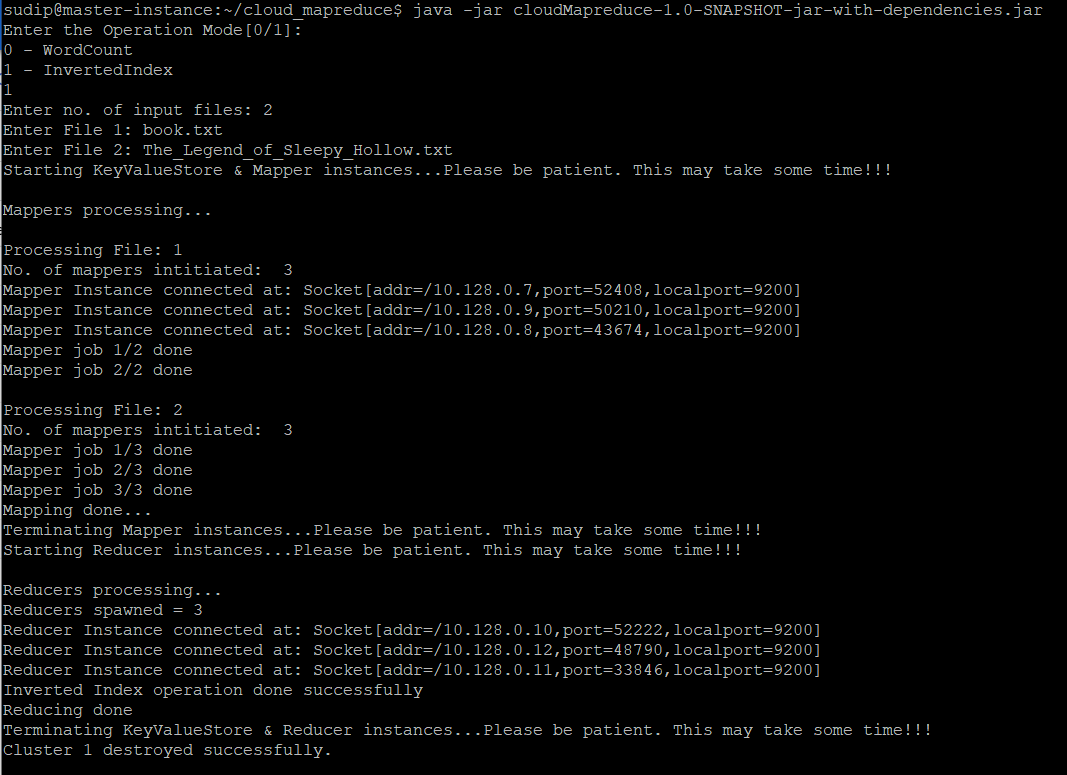 sudip@master-instance:~/cloud_mapreduce$ java -jar cloudMapreduce-1.0-SNAPSHOT-jar-with-dependencies.jar
Enter the Operation Mode[0/1]:
0 - WordCount
1 - InvertedIndex
1
Enter no. of input files: 2
Enter File 1: book.txt
Enter File 2: The_Legend_of_Sleepy_Hollow.txt
Starting KeyValueStore & Mapper instances...Please be patient. This may take some time!!!
Mappers processing...
Processing File: 1
No. of mappers intitiated:  3
Mapper Instance connected at: Socket[addr=/10.128.0.7,port=52408,localport=9200]
Mapper Instance connected at: Socket[addr=/10.128.0.9,port=50210,localport=9200]
Mapper Instance connected at: Socket[addr=/10.128.0.8,port=43674,localport=9200]
Mapper job 1/2 done
Mapper job 2/2 done
Processing File: 2
No. of mappers intitiated:  3
Mapper job 1/3 done
Mapper job 2/3 done
Mapper job 3/3 done
Mapping done...
Terminating Mapper instances...Please be patient. This may take some time!!!
Starting Reducer instances...Please be patient. This may take some time!!!
Reducers processing...
Reducers spawned = 3
Reducer Instance connected at: Socket[addr=/10.128.0.10,port=52222,localport=9200]
Reducer Instance connected at: Socket[addr=/10.128.0.12,port=48790,localport=9200]
Reducer Instance connected at: Socket[addr=/10.128.0.11,port=33846,localport=9200]
Inverted Index operation done successfully
Reducing done
Terminating KeyValueStore & Reducer instances...Please be patient. This may take some time!!!
Cluster 1 destroyed successfully.